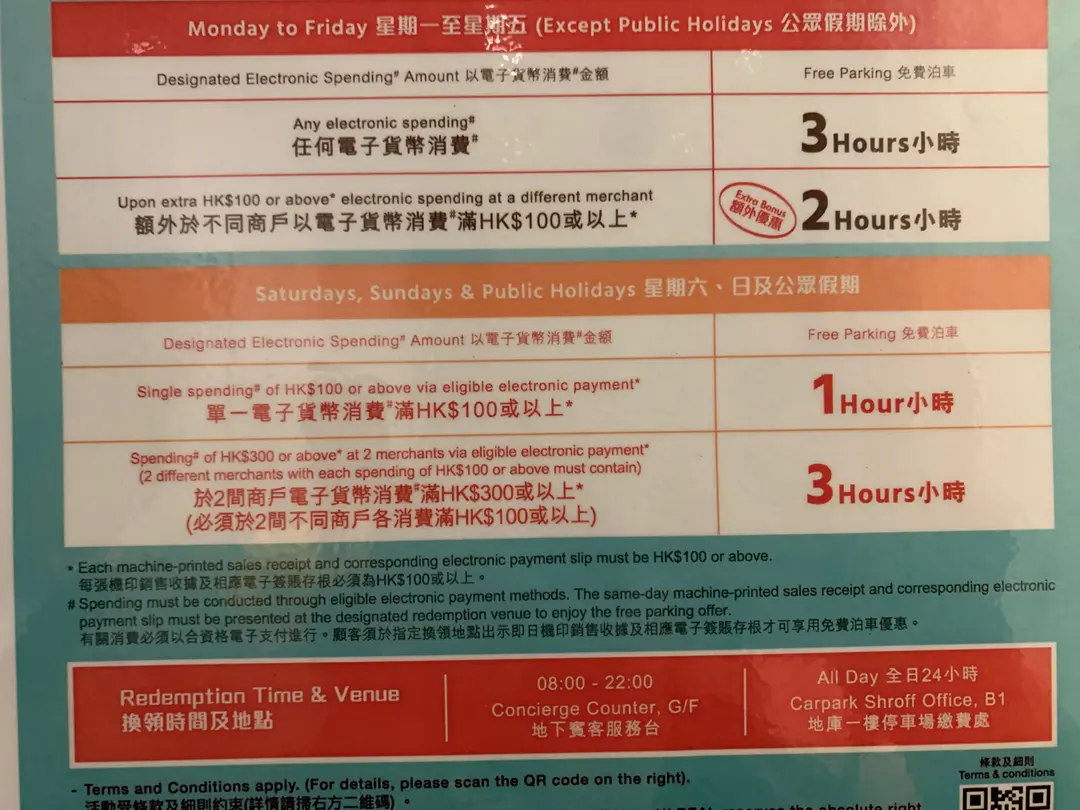 Monday to Friday 星期一至星期五 (Except Public Holidays 公眾假期除外)
Designated Electronic Spending# Amount 以電子貨幣消費#金額
Free Parking 免費泊車
Any electronic spending#
任何電子貨幣消費#
3 Hours小時
Upon extra HK$100 or above* electronic spending at a different merchant
額外於不同商戶以電子貨幣消費#滿HK$100或以上*
Extra Bonus
額外優惠
2 Hours小時
Saturdays, Sundays & Public Holidays 星期六、日及公眾假期
Designated Electronic Spending# Amount 以電子貨幣消費#金額
Free Parking 免費泊車
Single spending# of HK$100 or above via eligible electronic payment*
單一電子貨幣消費#滿HK$100或以上*
1 Hour小時
Spending# of HK$300 or above* at 2 merchants via eligible electronic payment*
(2 different merchants with each spending of HK$100 or above must contain)
於2間商戶電子貨幣消費#滿HK$300或以上*
(必須於2間不同商戶各消費滿HK$100或以上)
3 Hours小時
* Each machine-printed sales receipt and corresponding electronic payment slip must be HK$100 or above.
每張機印銷售收據及相應電子簽賬存根必須為HK$100或以上。
# Spending must be conducted through eligible electronic payment methods. The same-day machine-printed sales receipt and corresponding electronic
payment slip must be presented at the designated redemption venue to enjoy the free parking offer.
有關消費必須以合資格電子支付進行。顧客須於指定換領地點出示即日機印銷售收據及相應電子簽賬存根才可享用免費泊車優惠。
Redemption Time & Venue
換領時間及地點
08:00 - 22:00
Concierge Counter, G/F
地下賓客服務台
All Day 全日24小時
Carpark Shroff Office, B1
地庫一樓停車場繳費處
條款及細則
Terms & conditions
- Terms and Conditions apply. (For details, please scan the QR code on the right).
活動受條款及細則約束(詳情請掃右方二維碼)。
reserves the absolute right